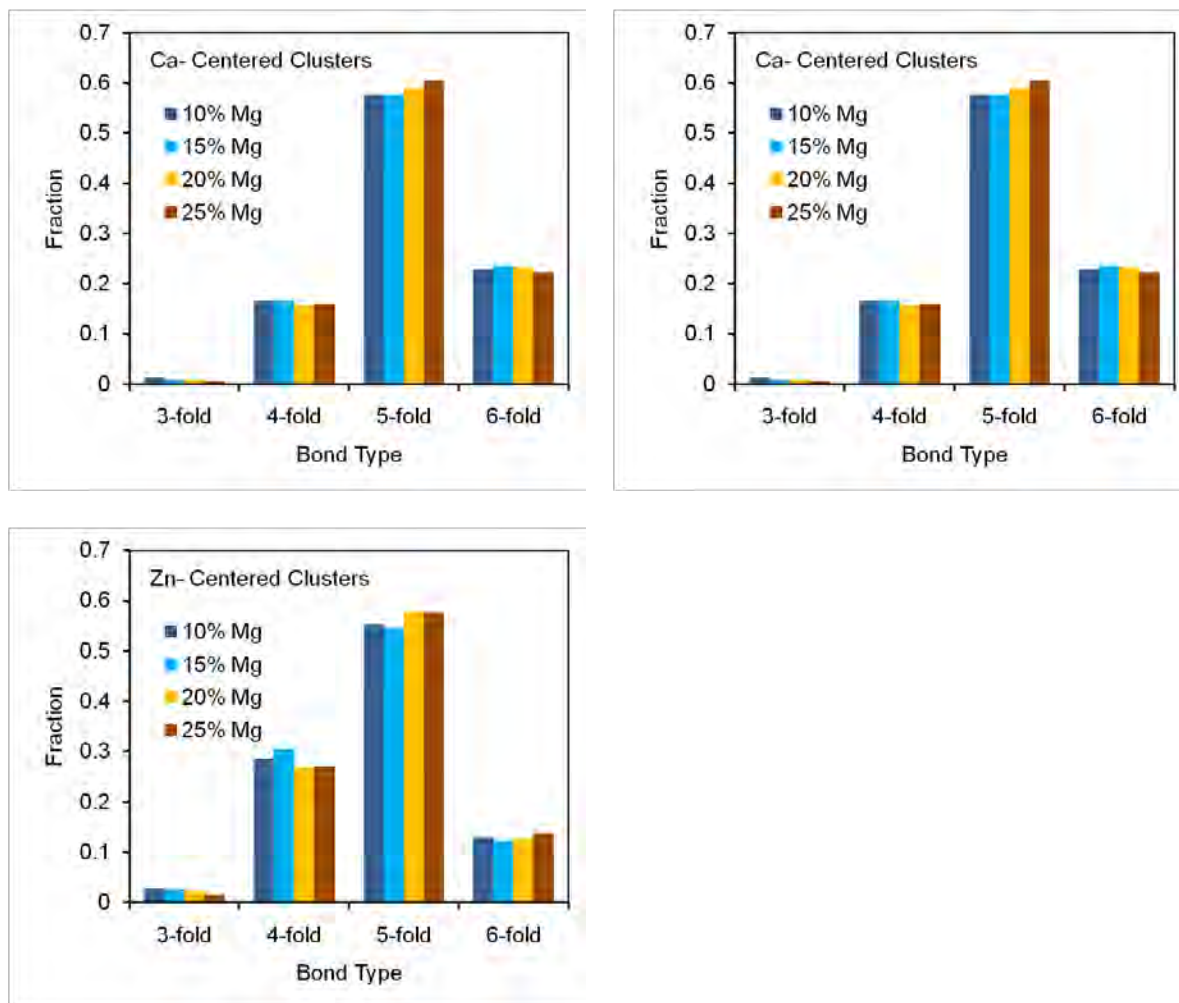 0.7
0.6
0.5
0.4
0.3
0.2
0.1
0
Fraction
Ca- Centered Clusters
10% Mg
15% Mg
20% Mg
25% Mg
3-fold 4-fold 5-fold 6-fold
Bond Type
0.7
0.6
0.5
0.4
0.3
0.2
0.1
0
Fraction
Ca- Centered Clusters
10% Mg
15% Mg
20% Mg
25% Mg
3-fold 4-fold 5-fold 6-fold
Bond Type
0.7
0.6
0.5
0.4
0.3
0.2
0.1
0
Fraction
Zn- Centered Clusters
10% Mg
15% Mg
20% Mg
25% Mg
3-fold 4-fold 5-fold 6-fold
Bond Type